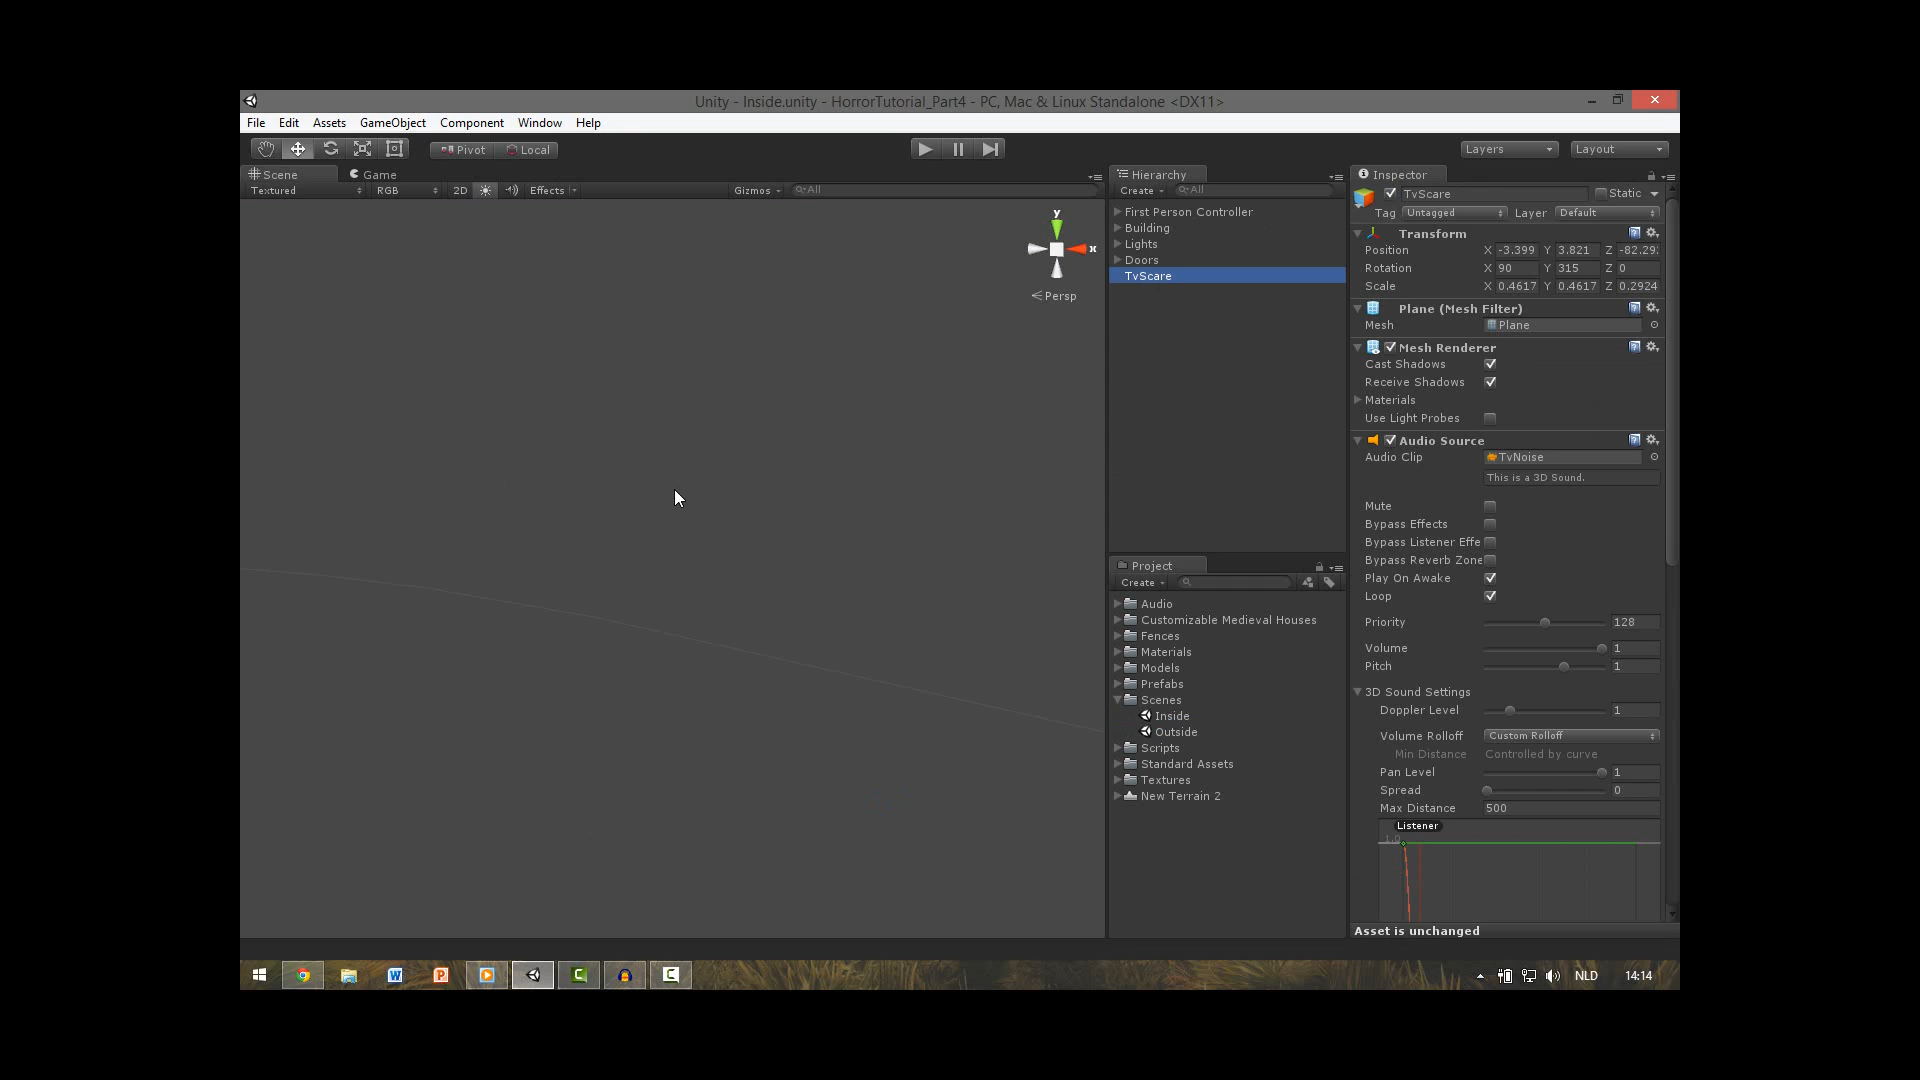 Unity - Inside.unity - HorrorTutorial_Part4 - PC, Mac & Linux Standalone <DX11>
File Edit Assets GameObject Component Window Help
Pivot Local Layers Layout
Scene Game
Textured RGB 2D Effects Gizmos All
y
x
Persp
Hierarchy
Create All
First Person Controller
Building
Lights
Doors
TvScare
Project
Create
Audio
Customizable Medieval Houses
Fences
Materials
Models
Prefabs
Scenes
Inside
Outside
Scripts
Standard Assets
Textures
New Terrain 2
Inspector
TvScare Static
Tag Untagged Layer Default
Transform
Position X -3.399 Y 3.821 Z -82.29
Rotation X 90 Y 315 Z 0
Scale X 0.4617 Y 0.4617 Z 0.2924
Plane (Mesh Filter)
Mesh Plane
Mesh Renderer
Cast Shadows
Receive Shadows
Materials
Use Light Probes
Audio Source
Audio Clip TvNoise
This is a 3D Sound.
Mute
Bypass Effects
Bypass Listener Effe
Bypass Reverb Zone
Play On Awake
Loop
Priority 128
Volume 1
Pitch 1
3D Sound Settings
Doppler Level 1
Volume Rolloff Custom Rolloff
Min Distance Controlled by curve
Pan Level 1
Spread 0
Max Distance 500
Listener
1.0
Asset is unchanged
NLD 14:14